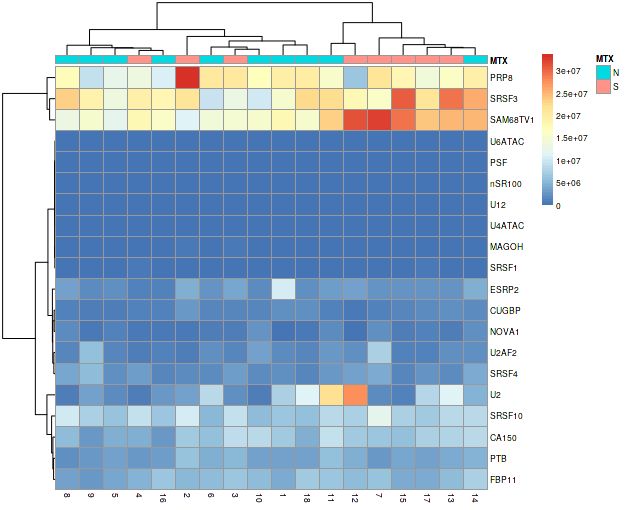 MTX
PRP8
SRSF3
SAM68TV1
U6ATAC
PSF
nSR100
U12
U4ATAC
MAGOH
SRSF1
ESRP2
CUGBP
NOVA1
U2AF2
SRSF4
U2
SRSF10
CA150
PTB
FBP11
8 9 5 4 16 2 6 3 10 1 18 11 12 7 15 17 13 14
3e+07
2.5e+07
2e+07
1.5e+07
1e+07
5e+06
0
MTX
N
S